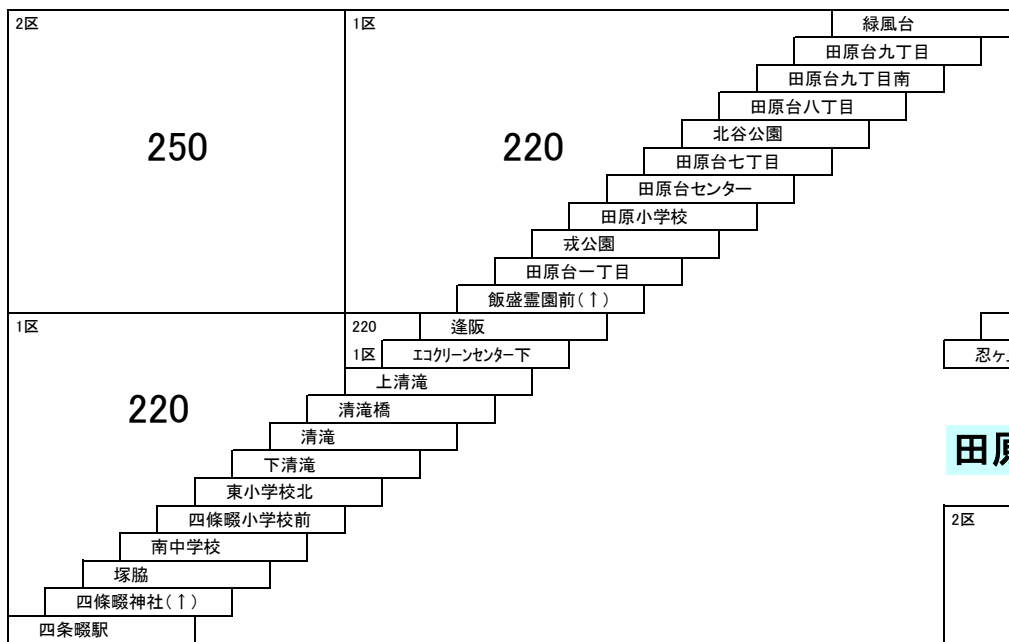 2区
1区
緑風台
田原台九丁目
田原台九丁目南
田原台八丁目
250
220
北谷公園
田原台七丁目
田原台センター
田原小学校
戎公園
田原台一丁目
飯盛霊園前(↑)
1区
220
逢阪
1区
エコクリーンセンター下
忍ケ
上清滝
220
清滝橋
清滝
田原
下清滝
東小学校北
四條畷小学校前
2区
南中学校
塚脇
四條畷神社(↑)
四条畷駅